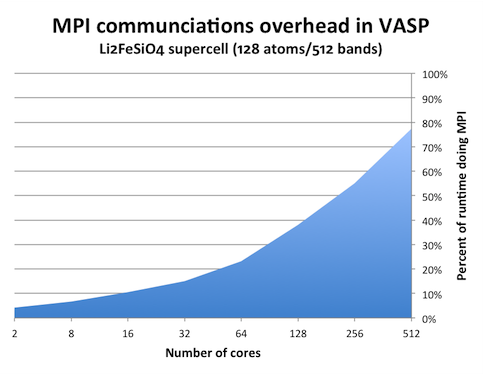 MPI communciations overhead in VASP
Li2FeSiO4 supercell (128 atoms/512 bands)
100%
90%
80%
70%
60%
50%
40%
30%
20%
10%
0%
Percent of runtime doing MPI
2 8 16 32 64 128 256 512
Number of cores